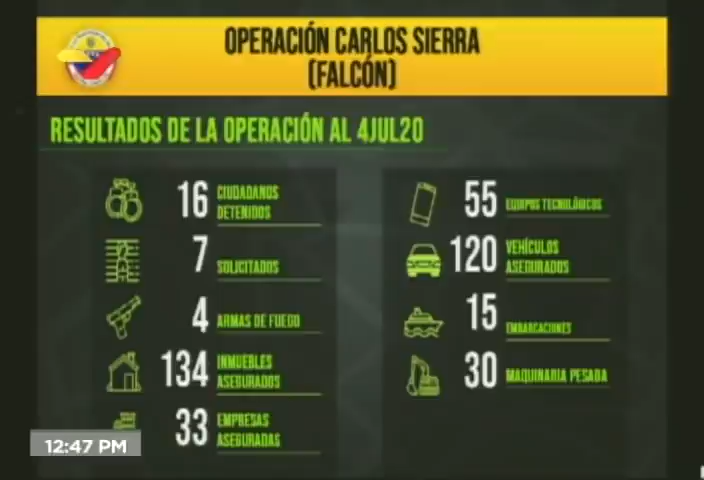 OPERACIÓN CARLOS SIERRA
(FALCÓN)
RESULTADOS DE LA OPERACIÓN AL 4JUL20
16 CIUDADANOS
DETENIDOS
7 SOLICITADOS
4 ARMAS DE FUEGO
134 INMUEBLES
ASEGURADOS
33 EMPRESAS
ASEGURADAS
55 EQUIPOS TECNOLÓGICOS
120 VEHÍCULOS
ASEGURADOS
15 EMBARCACIONES
30 MAQUINARIA PESADA
12:47 PM